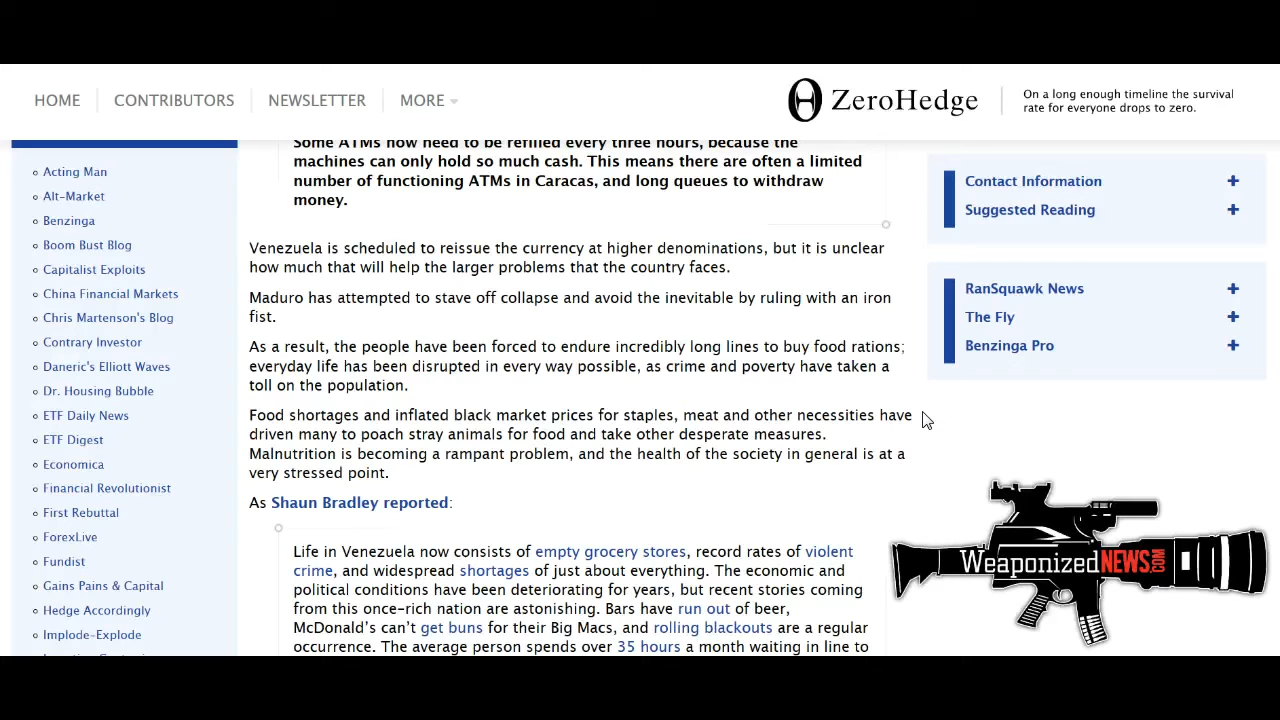 HOME
CONTRIBUTORS
NEWSLETTER
MORE
ZeroHedge
On a long enough timeline the survival
rate for everyone drops to zero.
Acting Man
Alt-Market
Benzinga
Boom Bust Blog
Capitalist Exploits
China Financial Markets
Chris Martenson's Blog
Contrary Investor
Daneric's Elliott Waves
Dr. Housing Bubble
ETF Daily News
ETF Digest
Economica
Financial Revolutionist
First Rebuttal
ForexLive
Fundist
Gains Pains & Capital
Hedge Accordingly
Implode-Explode
Some ATMs now need to be refilled every three hours, because the
machines can only hold so much cash. This means there are often a limited
number of functioning ATMs in Caracas, and long queues to withdraw
money.
Venezuela is scheduled to reissue the currency at higher denominations, but it is unclear
how much that will help the larger problems that the country faces.
Maduro has attempted to stave off collapse and avoid the inevitable by ruling with an iron
fist.
As a result, the people have been forced to endure incredibly long lines to buy food rations;
everyday life has been disrupted in every way possible, as crime and poverty have taken a
toll on the population.
Food shortages and inflated black market prices for staples, meat and other necessities have
driven many to poach stray animals for food and take other desperate measures.
Malnutrition is becoming a rampant problem, and the health of the society in general is at a
very stressed point.
As Shaun Bradley reported:
Life in Venezuela now consists of empty grocery stores, record rates of violent
crime, and widespread shortages of just about everything. The economic and
political conditions have been deteriorating for years, but recent stories coming
from this once-rich nation are astonishing. Bars have run out of beer,
McDonald's can't get buns for their Big Macs, and rolling blackouts are a regular
occurrence. The average person spends over 35 hours a month waiting in line to
Contact Information
Suggested Reading
RanSquawk News
The Fly
Benzinga Pro
WeaponizedNEWS.COM